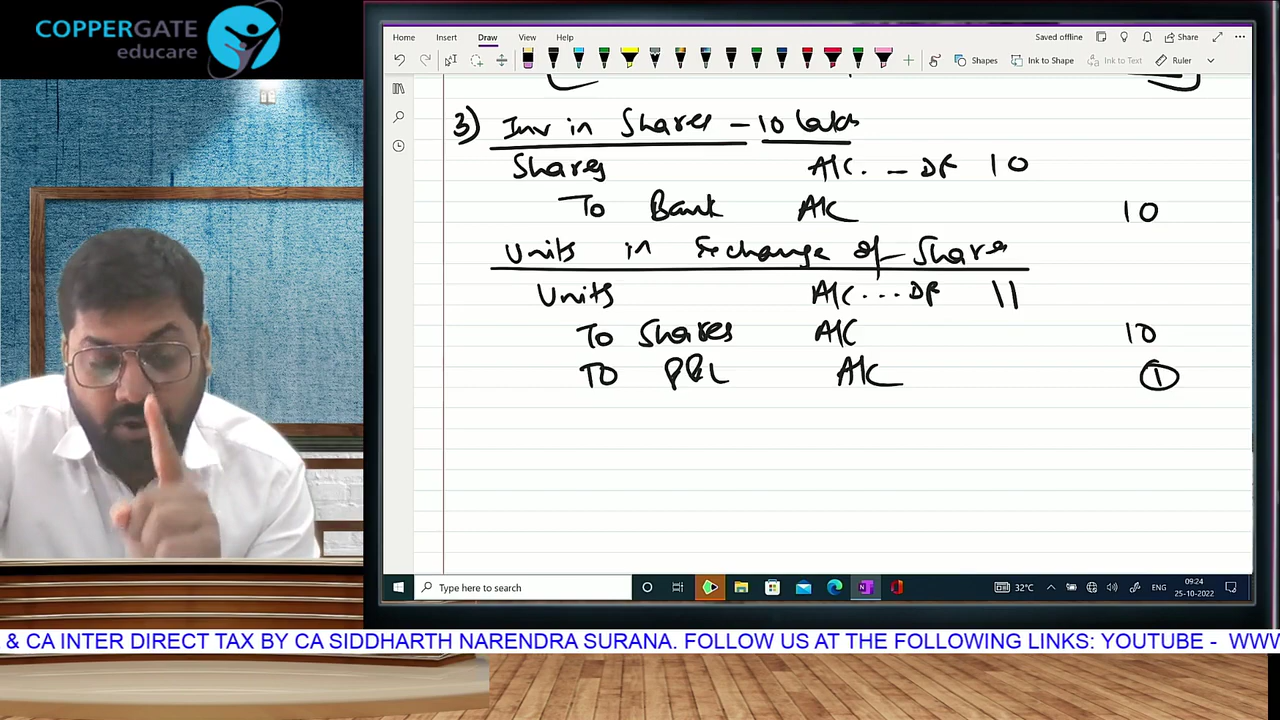 COPPERGATE
educare
Home Insert Draw View Help
Saved offline
Share
Shapes
Ink to Shape
Ink to Text
Ruler
3) Inv in Shares - 10 lakhs
Shares A/C. - Dr 10
To Bank A/C 10
Units in Exchange of Shares
Units A/C... Dr 11
To Shares A/C 10
To P&L A/C 1
Type here to search
32°C
ENG
09:24
25-10-2022
& CA INTER DIRECT TAX BY CA SIDDHARTH NARENDRA SURANA. FOLLOW US AT THE FOLLOWING LINKS: YOUTUBE - WWW